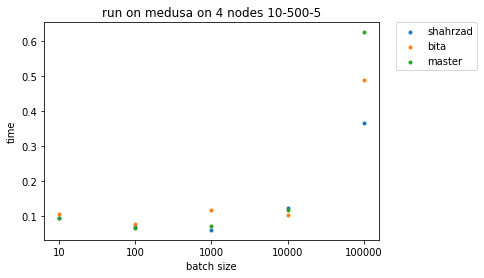 run on medusa on 4 nodes 10-500-5
shahrzad
bita
master
0.6
0.5
0.4
0.3
0.2
0.1
time
10
100
1000
10000
100000
batch size